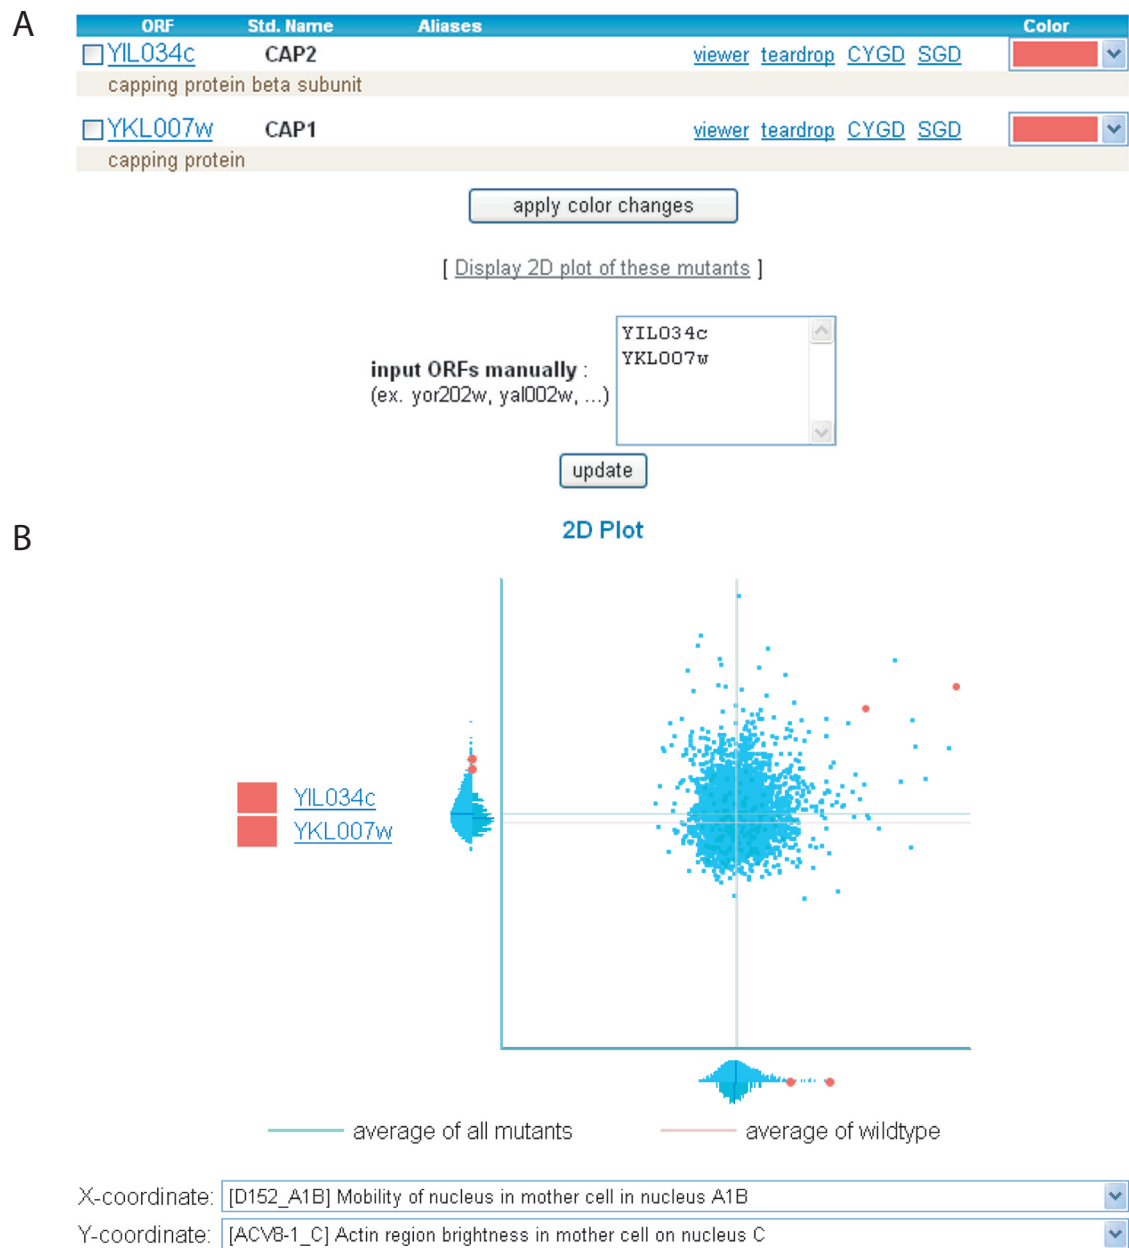 A
ORF Std. Name Aliases Color
YIL034c CAP2 viewer teardrop CYGD SGD
capping protein beta subunit
YKL007w CAP1 viewer teardrop CYGD SGD
capping protein
apply color changes
[ Display 2D plot of these mutants ]
input ORFs manually :
(ex. yor202w, yal002w, ...)
YIL034c
YKL007w
update
B
2D Plot
YIL034c
YKL007w
average of all mutants
average of wildtype
X-coordinate: [D152_A1B] Mobility of nucleus in mother cell in nucleus A1B
Y-coordinate: [ACV8-1_C] Actin region brightness in mother cell on nucleus C